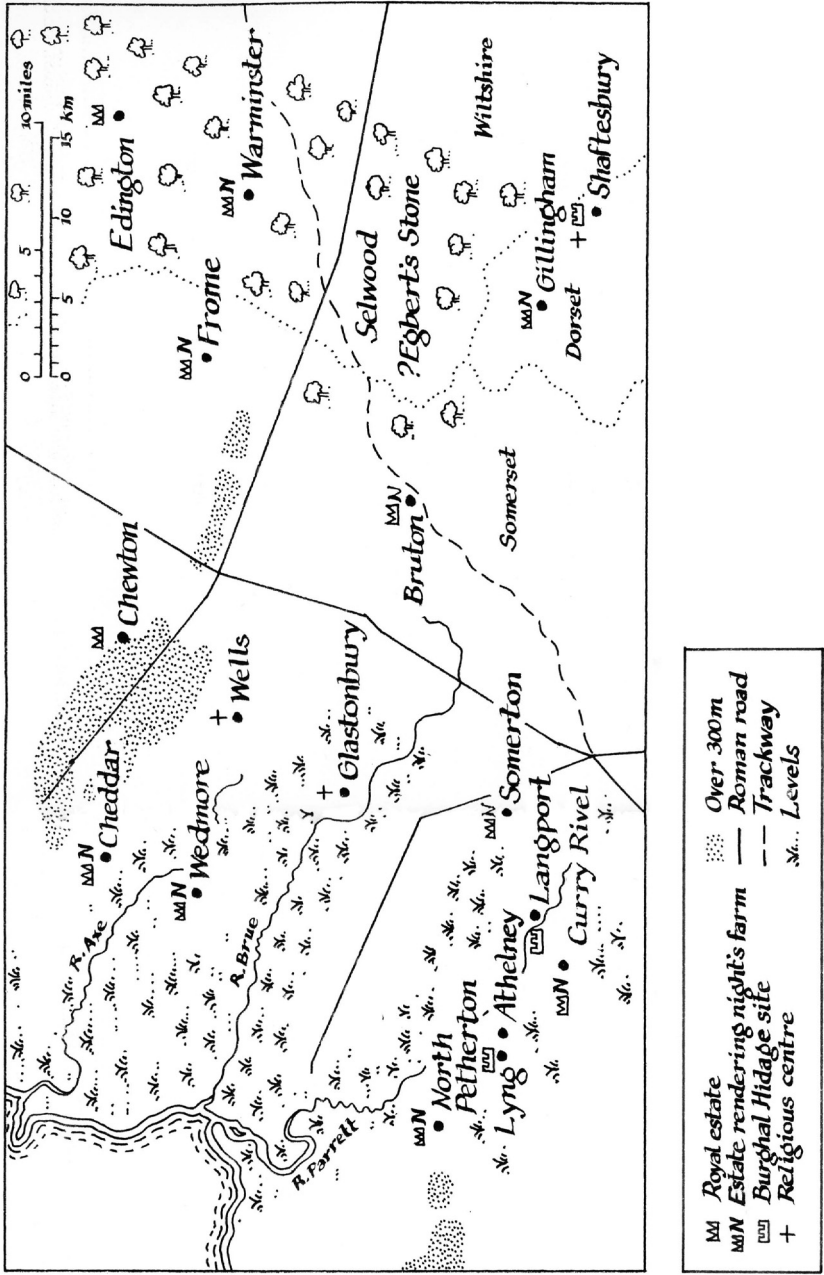 10 miles
5
0
15 km
10
5
0
Edington
Warminster
Frome
Selwood
?Egbert's Stone
Wiltshire
Gillingham
Shaftesbury
Dorset
Chewton
Cheddar
Wells
Wedmore
Glastonbury
Bruton
Somerset
R. Axe
R. Brue
R. Parrett
Somerton
Langport
Curry Rivel
Athelney
Lyng
North
Petherton
N
N
N
N
N
N
N
N
N
Royal estate
N Estate rendering night's farm
Burghal Hidage site
+ Religious centre
Over 300m
Roman road
Trackway
Levels